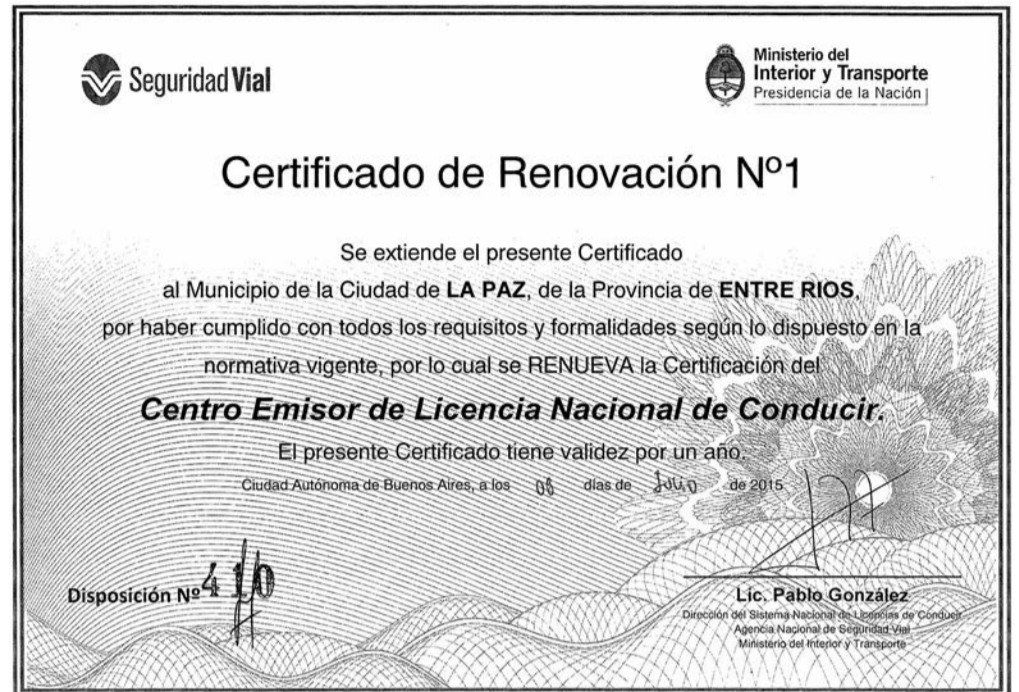 Seguridad Vial
Ministerio del
Interior y Transporte
Presidencia de la Nación
Certificado de Renovación Nº1
Se extiende el presente Certificado
al Municipio de la Ciudad de LA PAZ, de la Provincia de ENTRE RIOS,
por haber cumplido con todos los requisitos y formalidades según lo dispuesto en la
normativa vigente, por lo cual se RENUEVA la Certificación del
Centro Emisor de Licencia Nacional de Conducir.
El presente Certificado tiene validez por un año.
Ciudad Autónoma de Buenos Aires, a los 08 días de Julio de 2015
Disposición Nº 410
Lic. Pablo González
Dirección del Sistema Nacional de Licencias de Conducir
Agencia Nacional de Seguridad Vial
Ministerio del Interior y Transporte